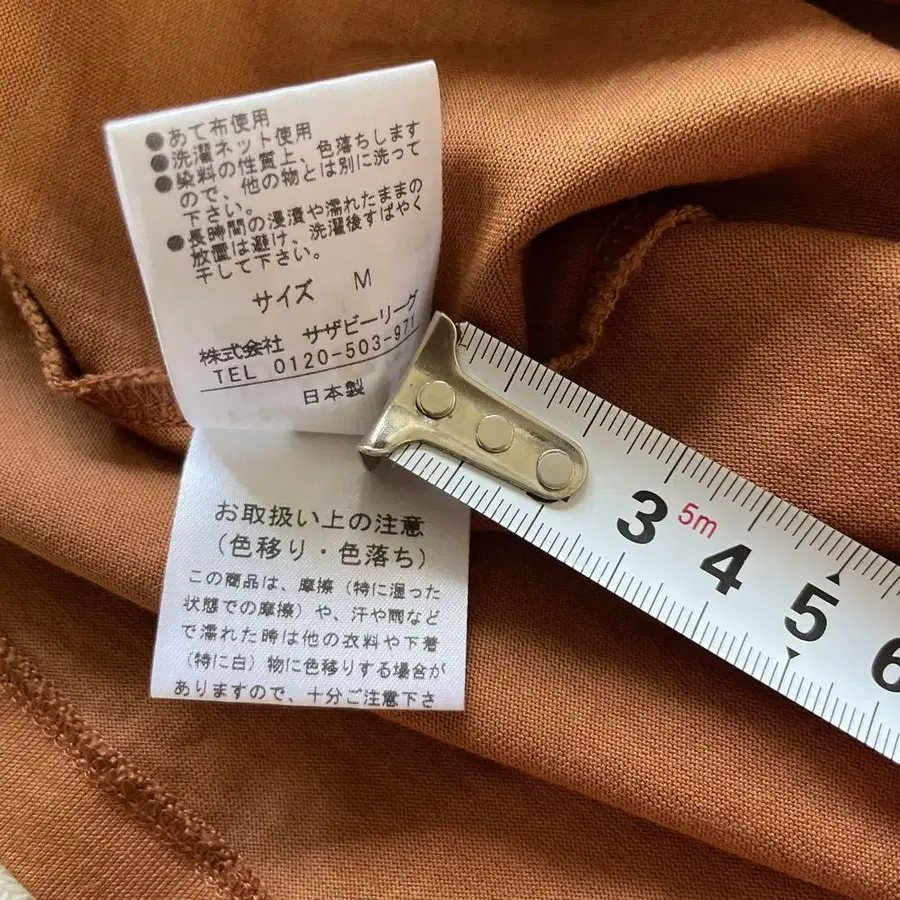 ●あて布使用
●洗濯ネット使用
●染料の性質上、色落ちします
ので、他の物とは別に洗って
下さい。
●長時間の浸漬や濡れたままの
放置は避け、洗濯後すばやく
干して下さい。
サイズ M
株式会社 サザビーリーグ
TEL 0120-503-971
日本製
お取扱い上の注意
(色移り・色落ち)
この商品は、摩擦(特に湿った
状態での摩擦)や、汗や雨など
で濡れた時は他の衣料や下着
(特に白)物に色移りする場合が
ありますので、十分ご注意下さ
3 5m 4 5 6